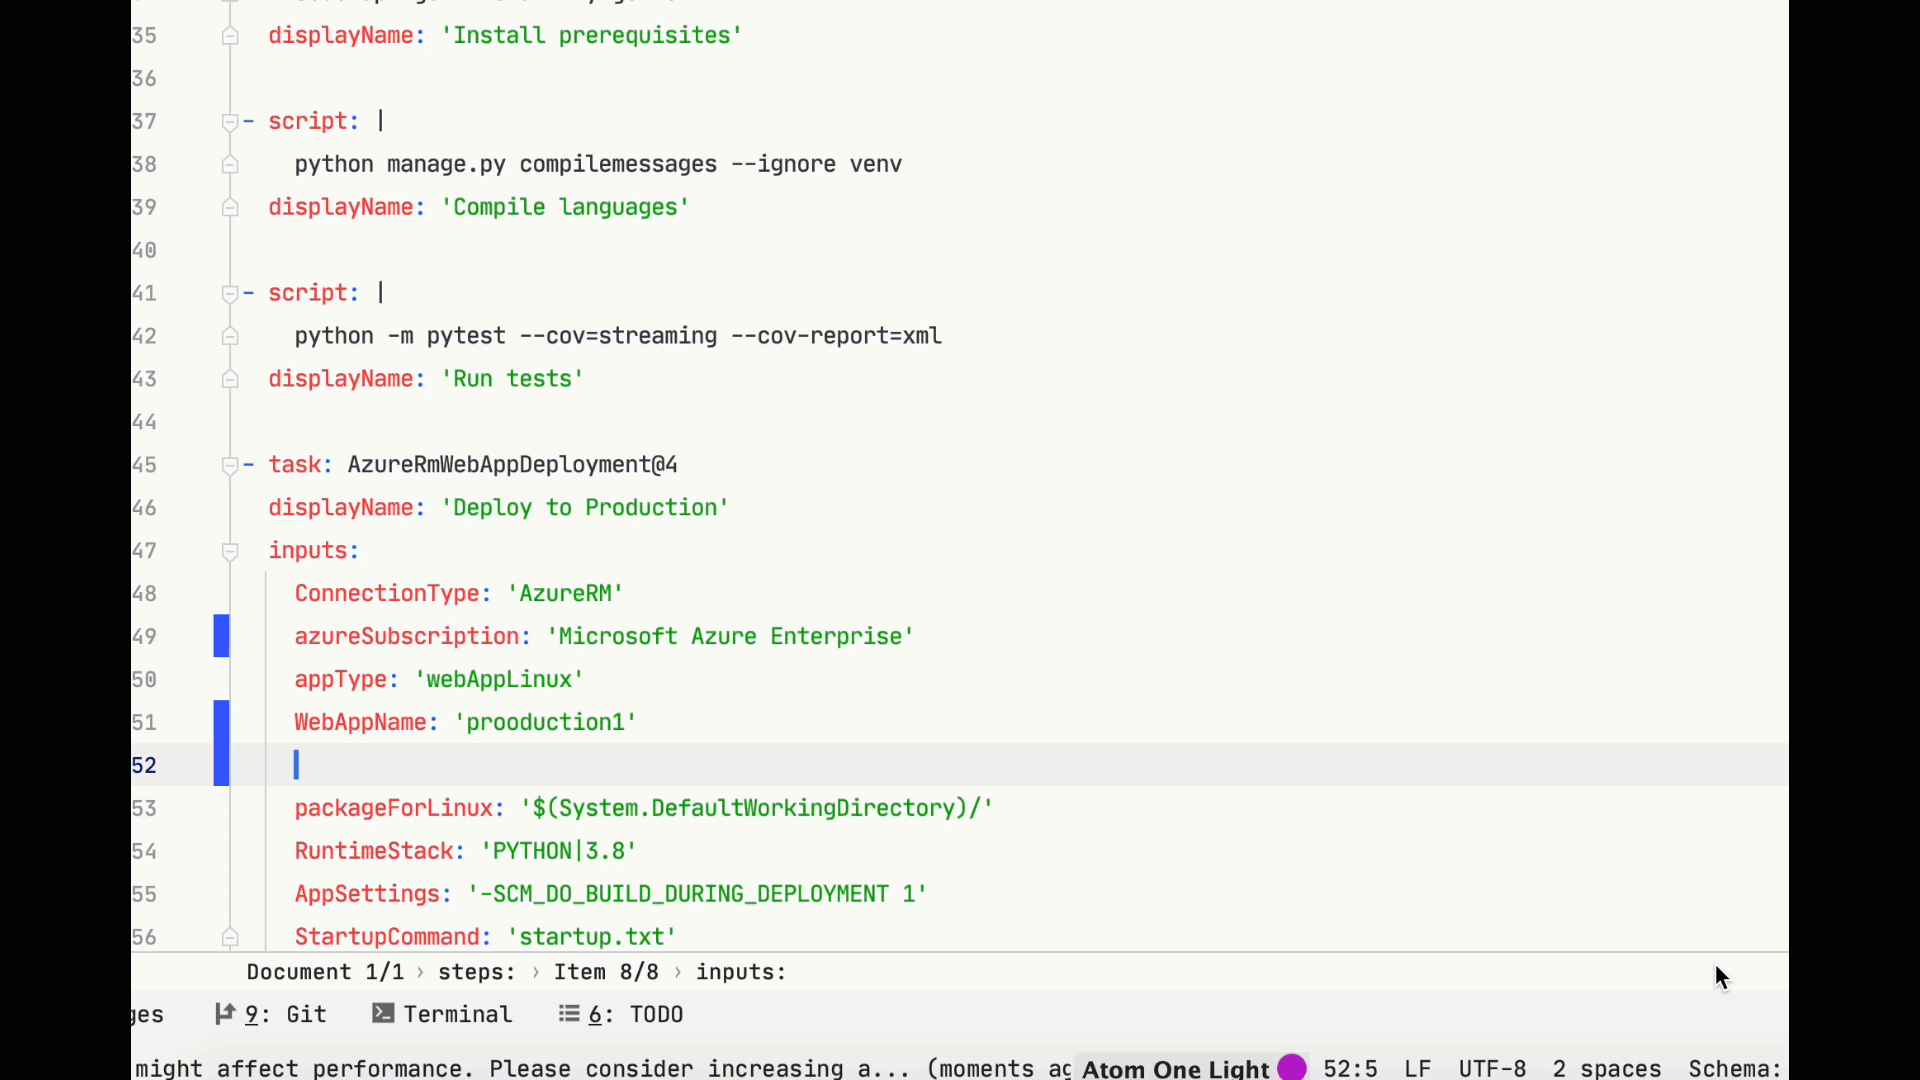 35 displayName: 'Install prerequisites'
36
37 - script: |
38 python manage.py compilemessages --ignore venv
39 displayName: 'Compile languages'
40
41 - script: |
42 python -m pytest --cov=streaming --cov-report=xml
43 displayName: 'Run tests'
44
45 - task: AzureRmWebAppDeployment@4
46 displayName: 'Deploy to Production'
47 inputs:
48 ConnectionType: 'AzureRM'
49 azureSubscription: 'Microsoft Azure Enterprise'
50 appType: 'webAppLinux'
51 WebAppName: 'prooduction1'
52
53 packageForLinux: '$(System.DefaultWorkingDirectory)/'
54 RuntimeStack: 'PYTHON|3.8'
55 AppSettings: '-SCM_DO_BUILD_DURING_DEPLOYMENT 1'
56 StartupCommand: 'startup.txt'
Document 1/1 › steps: › Item 8/8 › inputs:
ges 9: Git Terminal 6: TODO
might affect performance. Please consider increasing a... (moments ag Atom One Light 52:5 LF UTF-8 2 spaces Schema: